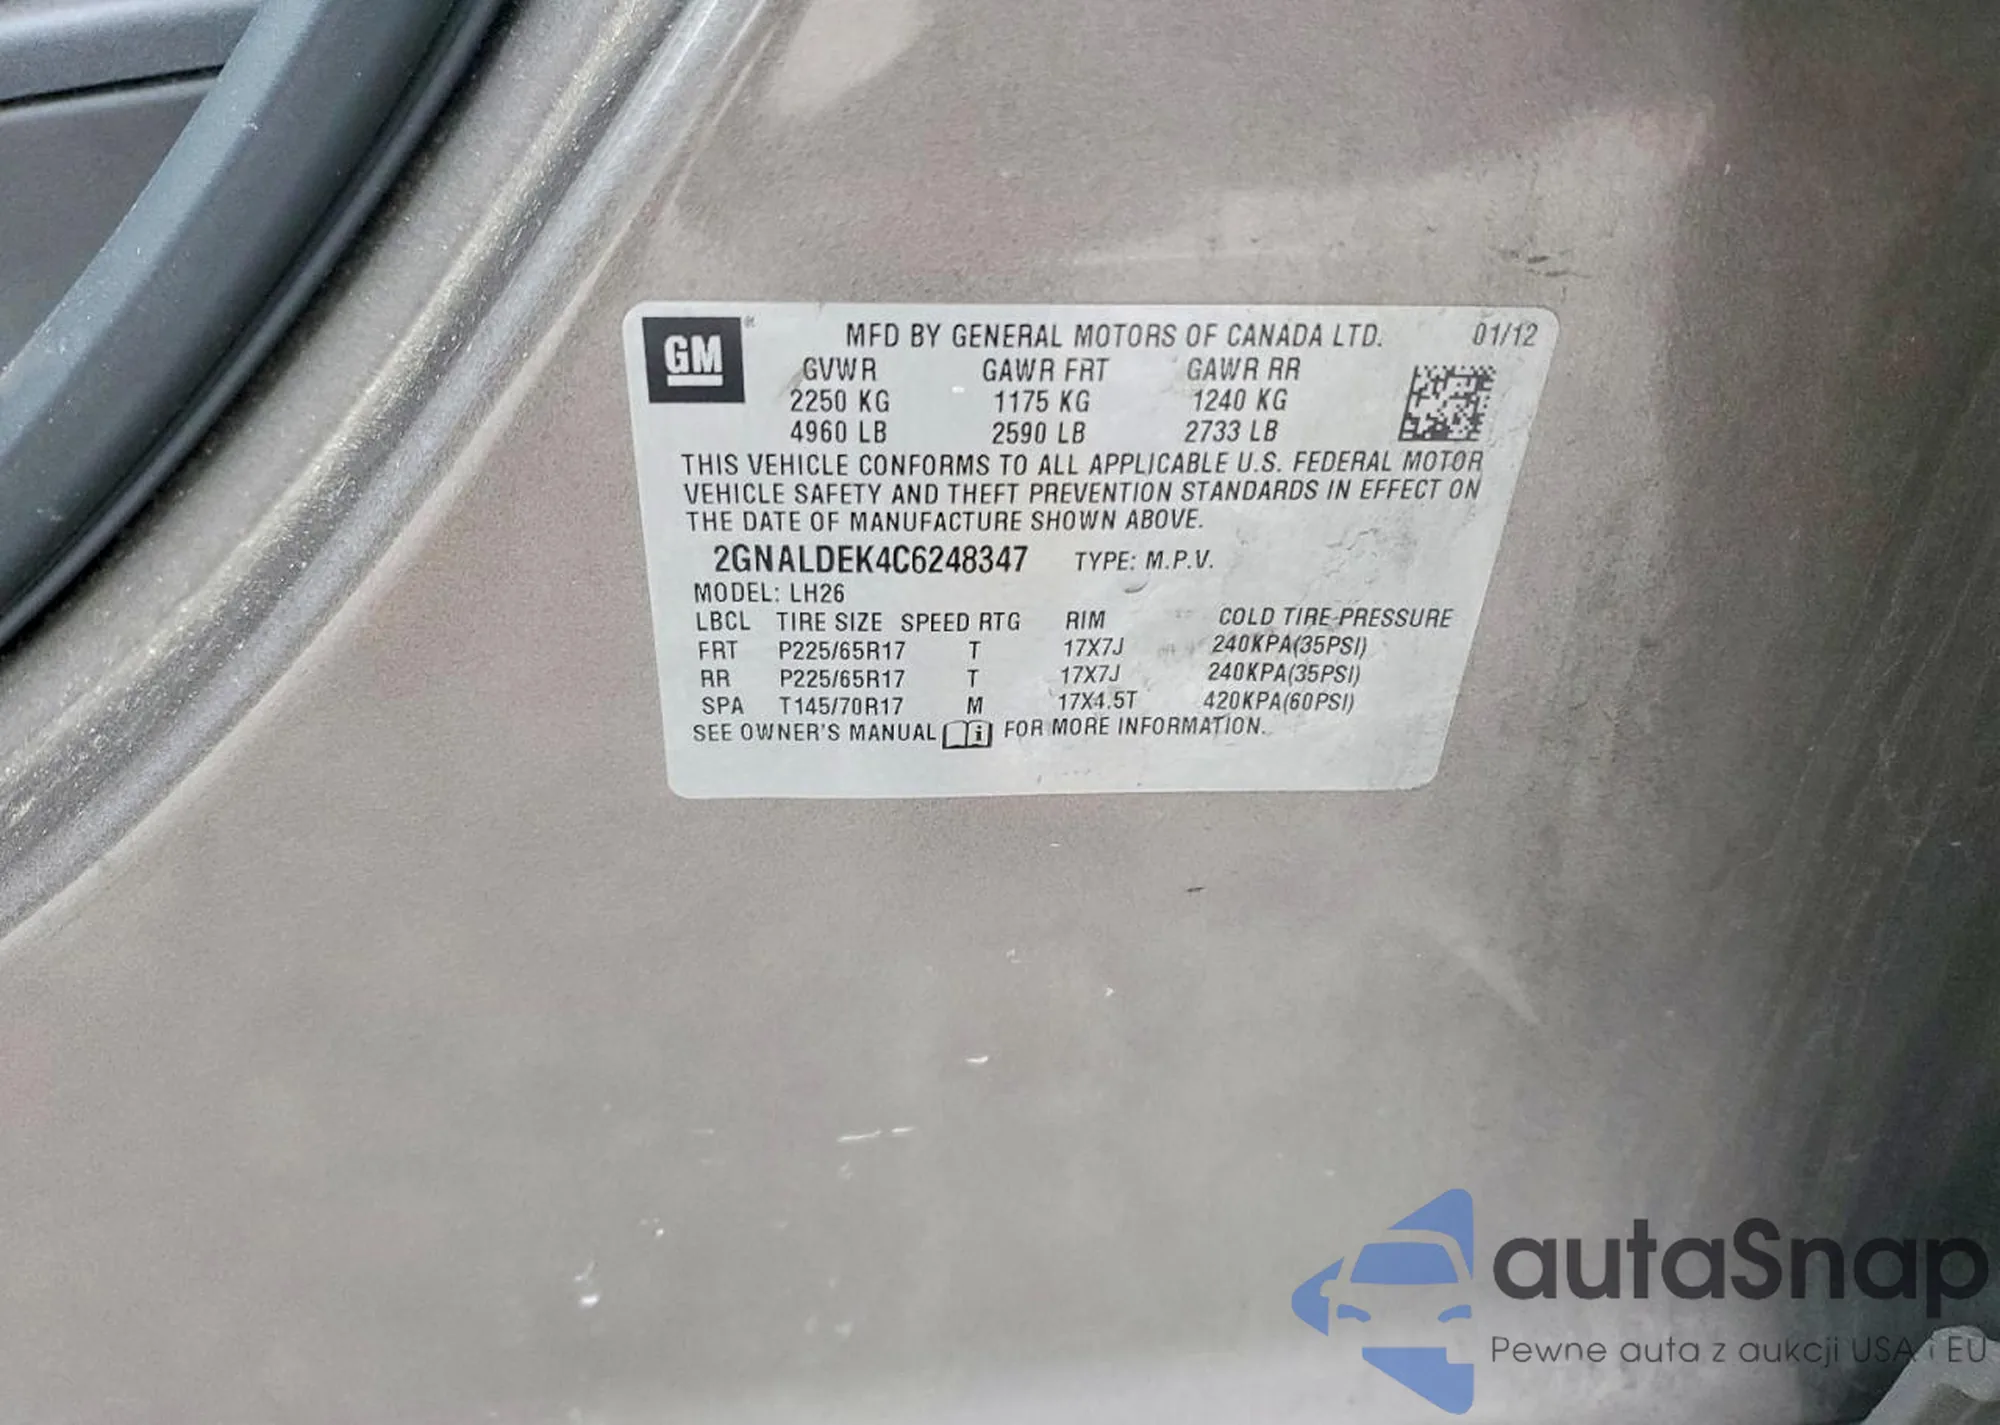 GM
MFD BY GENERAL MOTORS OF CANADA LTD. 01/12
GVWR GAWR FRT GAWR RR
2250 KG 1175 KG 1240 KG
4960 LB 2590 LB 2733 LB
THIS VEHICLE CONFORMS TO ALL APPLICABLE U.S. FEDERAL MOTOR
VEHICLE SAFETY AND THEFT PREVENTION STANDARDS IN EFFECT ON
THE DATE OF MANUFACTURE SHOWN ABOVE.
2GNALDEK4C6248347 TYPE: M.P.V.
MODEL: LH26
LBCL TIRE SIZE SPEED RTG RIM COLD TIRE PRESSURE
FRT P225/65R17 T 17X7J 240KPA(35PSI)
RR P225/65R17 T 17X7J 240KPA(35PSI)
SPA T145/70R17 M 17X4.5T 420KPA(60PSI)
SEE OWNER'S MANUAL FOR MORE INFORMATION.
autaSnap
Pewne auta z aukcji USA i EU